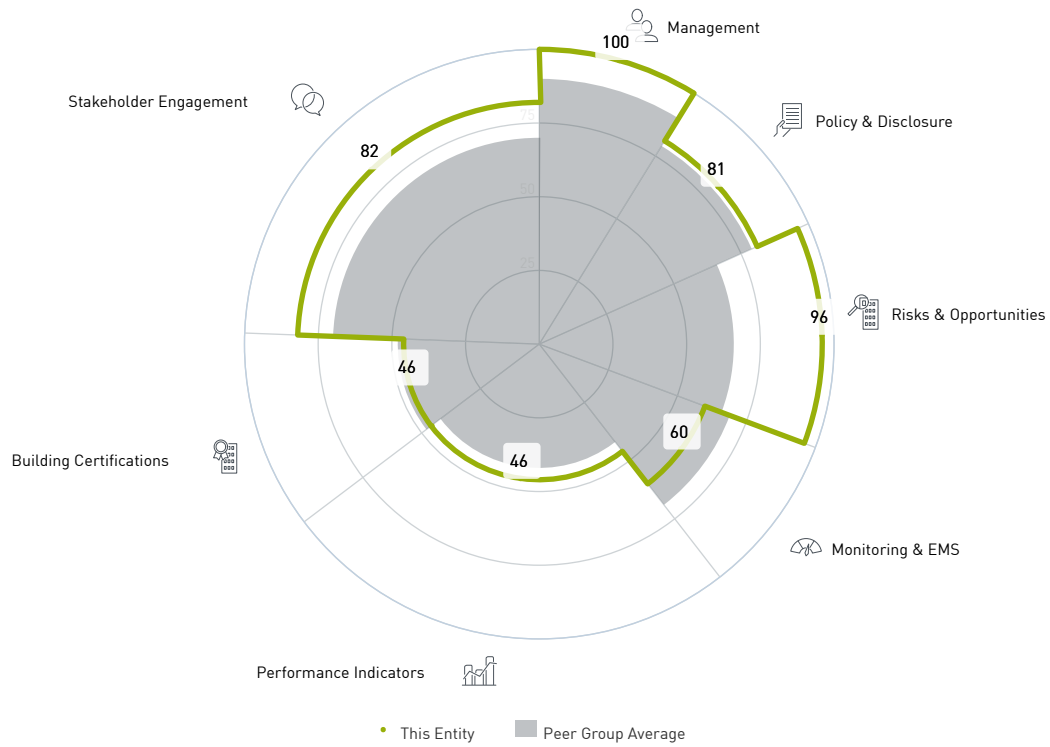 Management
100
Policy & Disclosure
81
Risks & Opportunities
96
Monitoring & EMS
60
Performance Indicators
46
Building Certifications
46
Stakeholder Engagement
82
75
50
25
This Entity
Peer Group Average